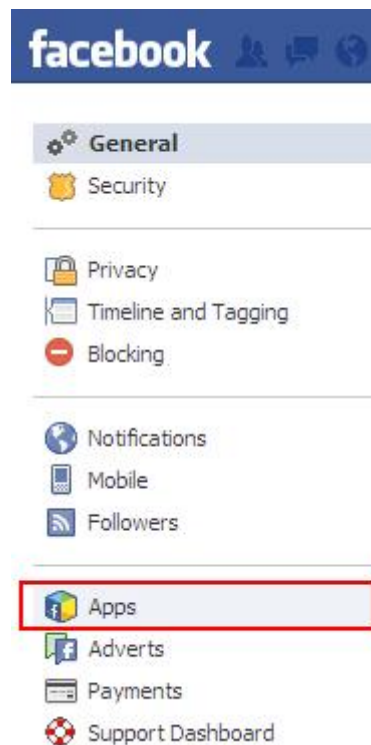 facebook
General
Security
Privacy
Timeline and Tagging
Blocking
Notifications
Mobile
Followers
Apps
Adverts
Payments
Support Dashboard